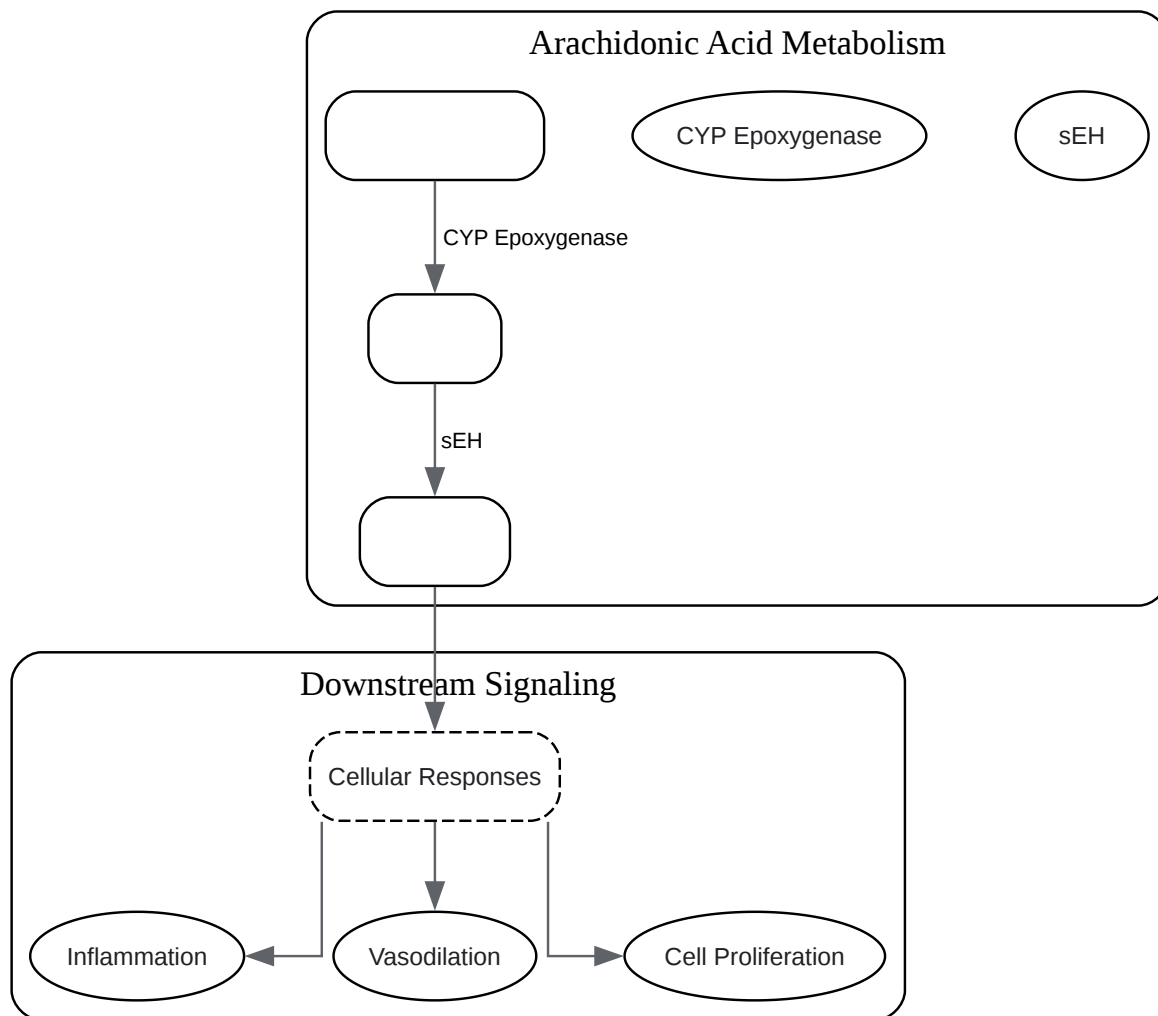 Arachidonic Acid Metabolism
CYP Epoxygenase
sEH
CYP Epoxygenase
sEH
Downstream Signaling
Cellular Responses
Inflammation
Vasodilation
Cell Proliferation